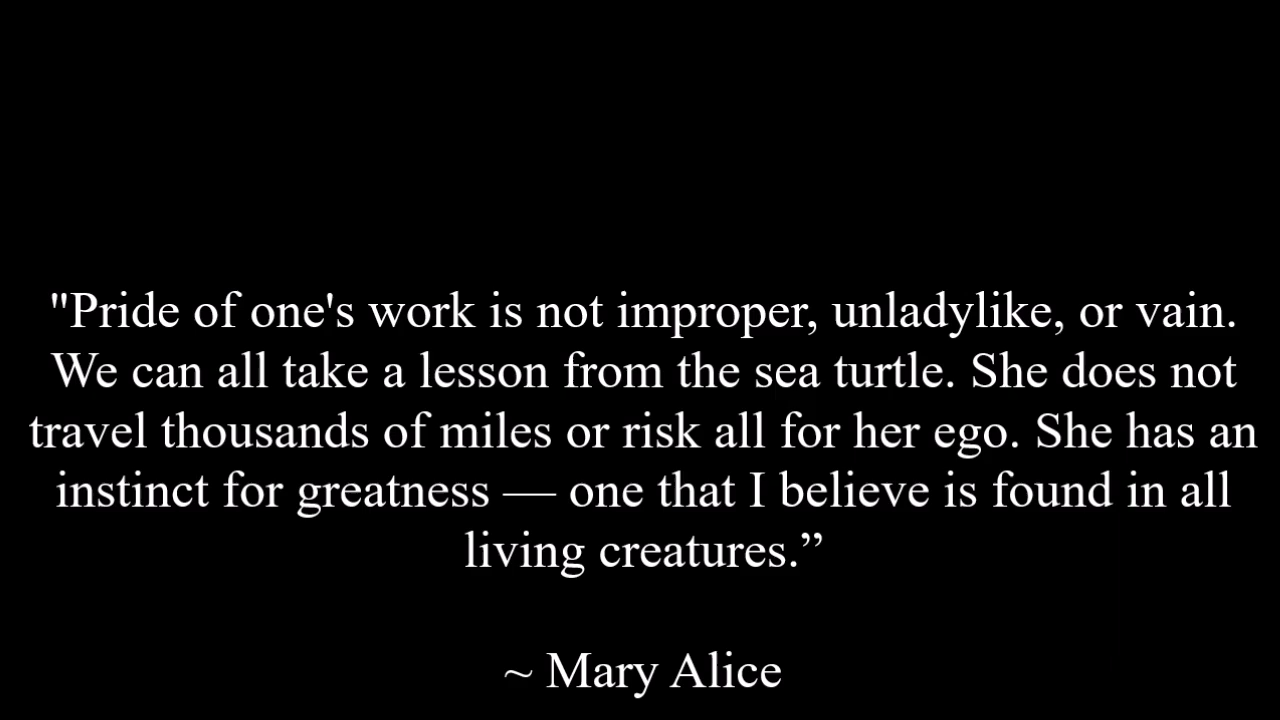 "Pride of one's work is not improper, unladylike, or vain.
We can all take a lesson from the sea turtle. She does not
travel thousands of miles or risk all for her ego. She has an
instinct for greatness — one that I believe is found in all
living creatures.”
~ Mary Alice